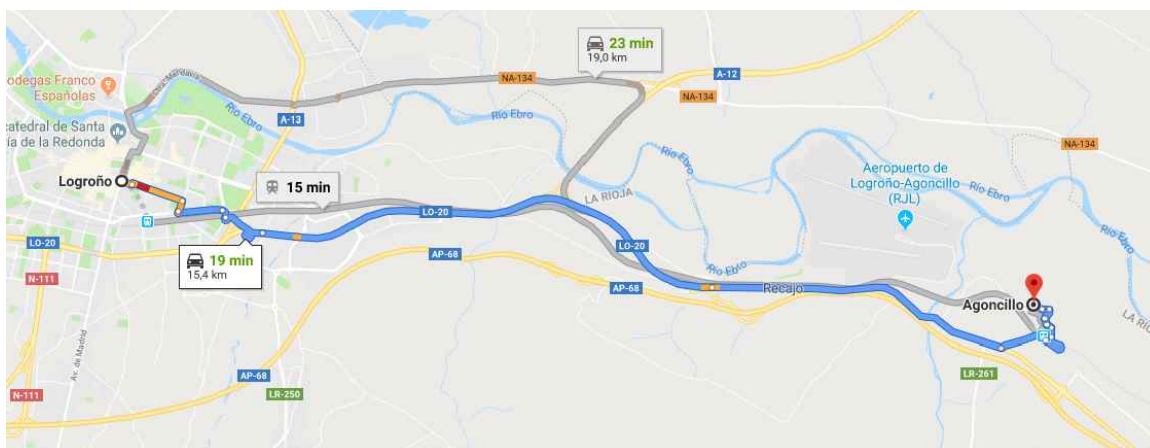 23 min
19,0 km
A-12
NA-134
NA-134
NA-134
Bodegas Franco
Españolas
Río Ebro
A-13
Río Ebro
catedral de Santa
María de la Redonda
Logroño
15 min
LA RIOJA
Río Ebro
Aeropuerto de
Logroño-Agoncillo
(RJL)
Río Ebro
LO-20
LO-20
LO-20
19 min
15,4 km
N-111
AP-68
Río Ebro
AP-68
Recajo
Agoncillo
LA RIO
Av. de Madrid
AP-68
LR-250
LR-261
N-111